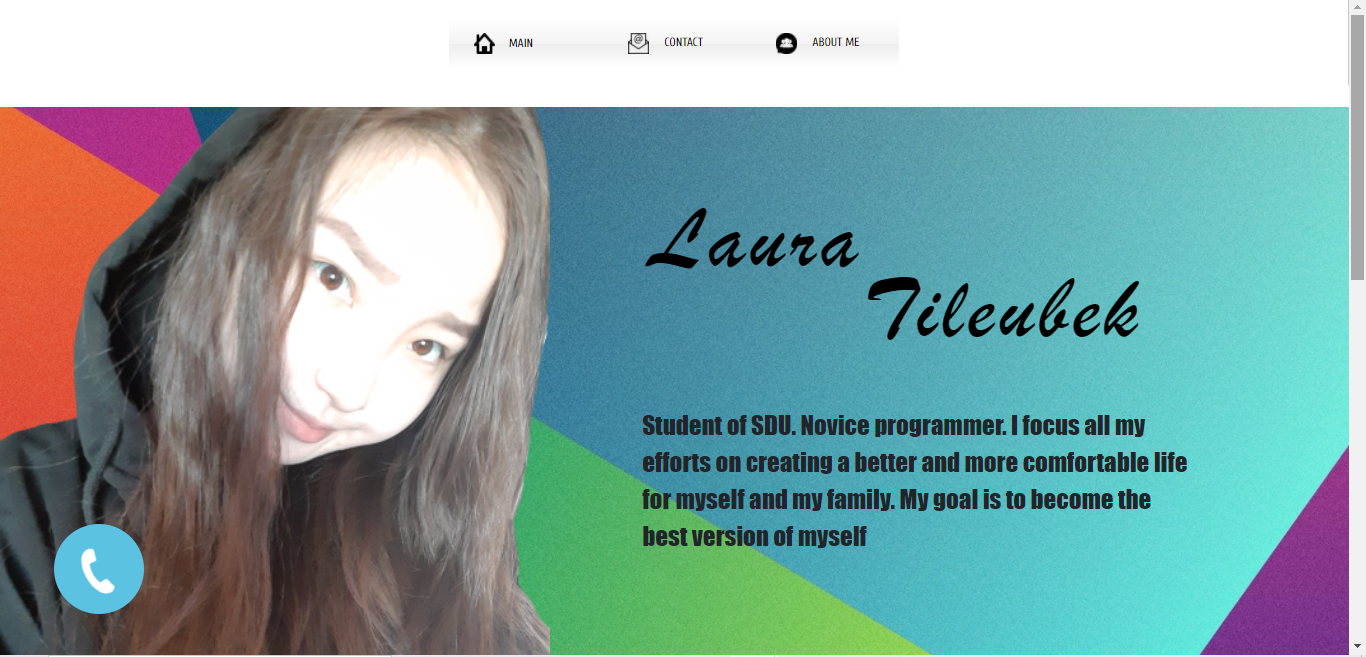 MAIN CONTACT ABOUT ME
Laura
Tileubek
Student of SDU. Novice programmer. I focus all my
efforts on creating a better and more comfortable life
for myself and my family. My goal is to become the
best version of myself